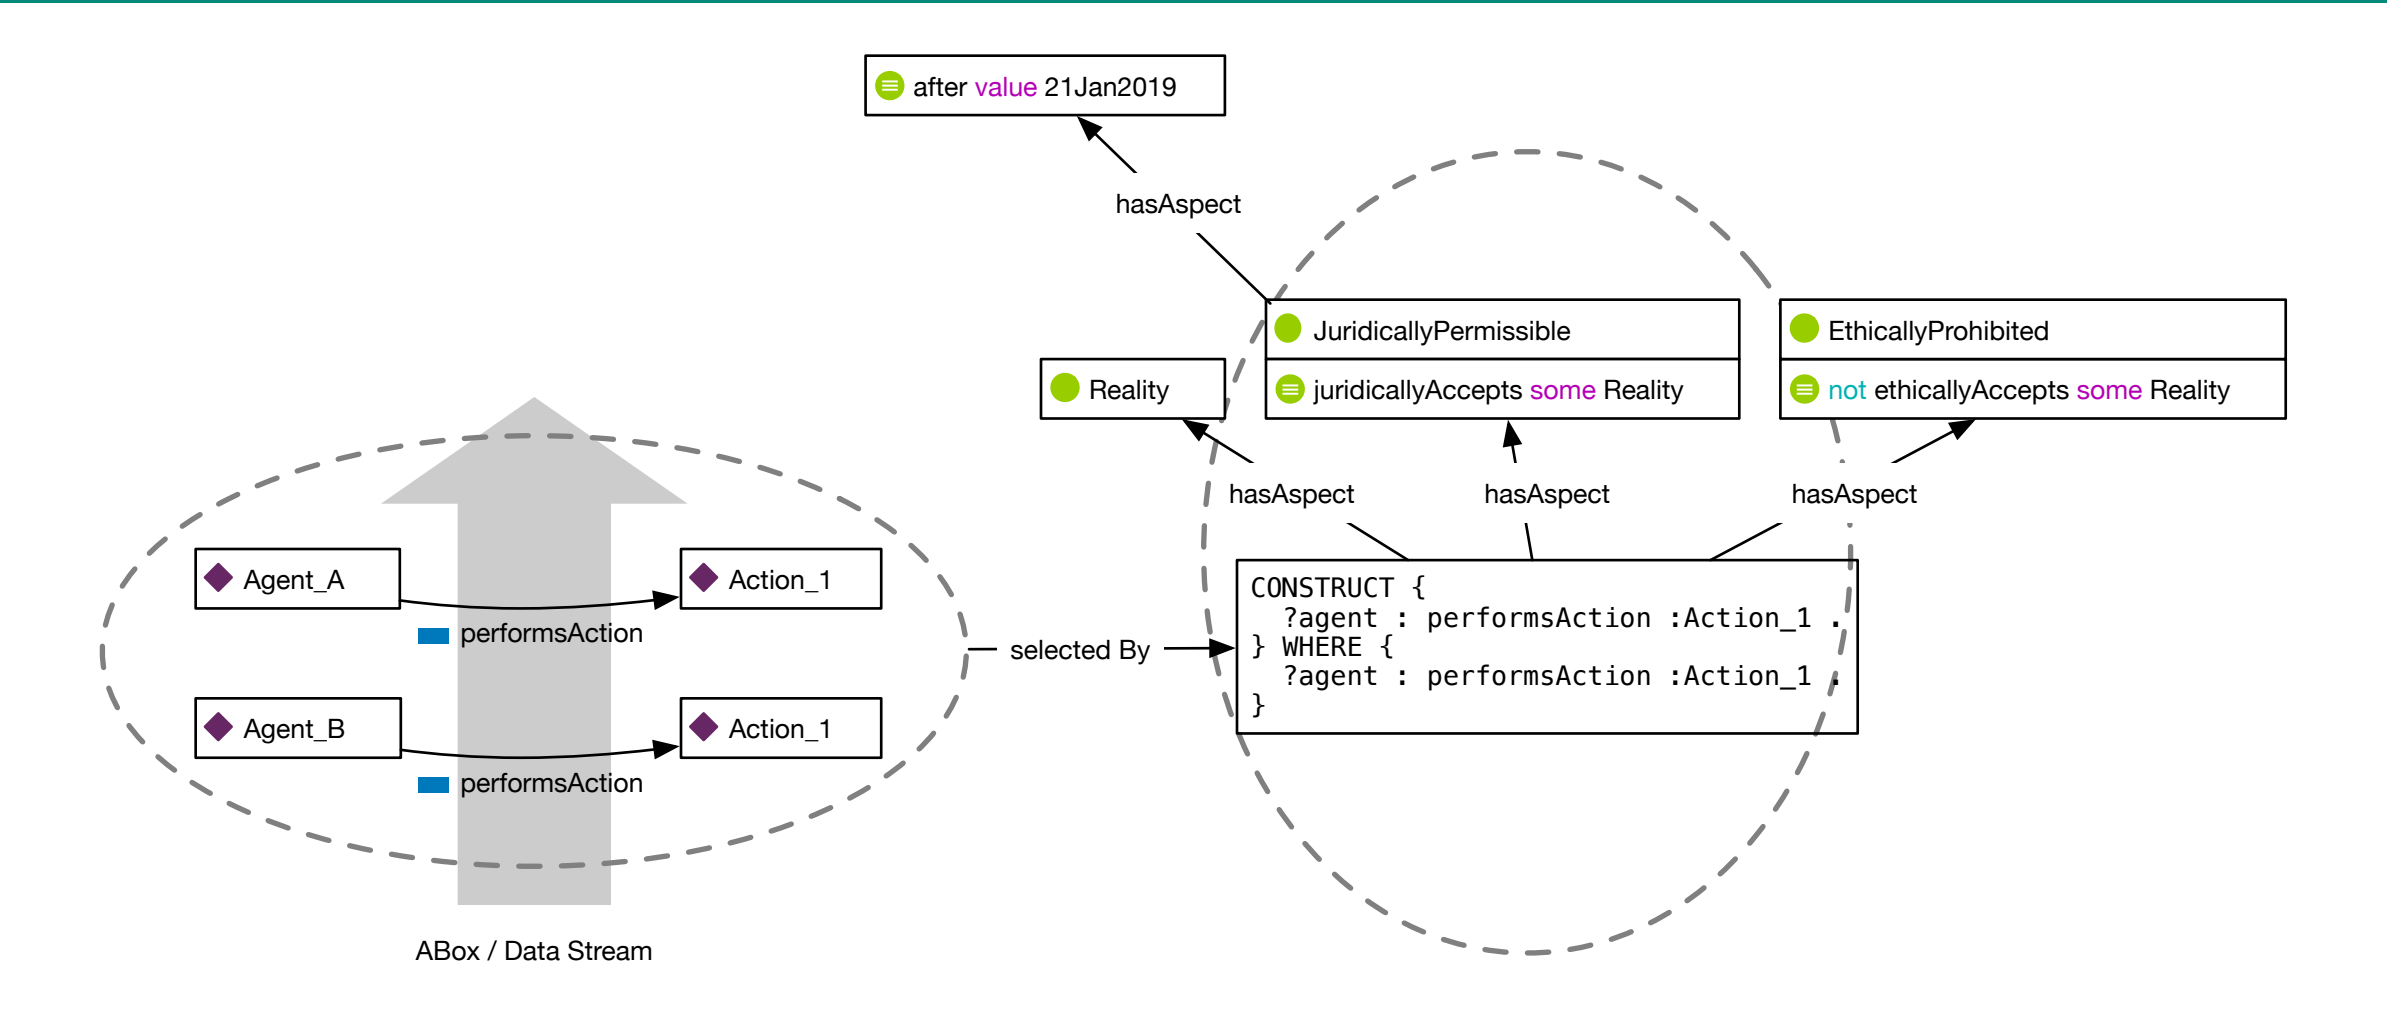 after value 21Jan2019
hasAspect
JuridicallyPermissible
juridicallyAccepts some Reality
EthicallyProhibited
not ethicallyAccepts some Reality
Reality
hasAspect
hasAspect
hasAspect
Agent_A
performsAction
Action_1
Agent_B
performsAction
Action_1
selected By
CONSTRUCT {
?agent : performsAction :Action_1 .
} WHERE {
?agent : performsAction :Action_1 .
}
ABox / Data Stream